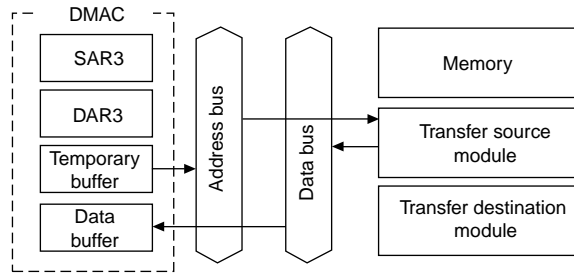 DMAC
SAR3
DAR3
Temporary
buffer
Data
buffer
Address bus
Data bus
Memory
Transfer source
module
Transfer destination
module